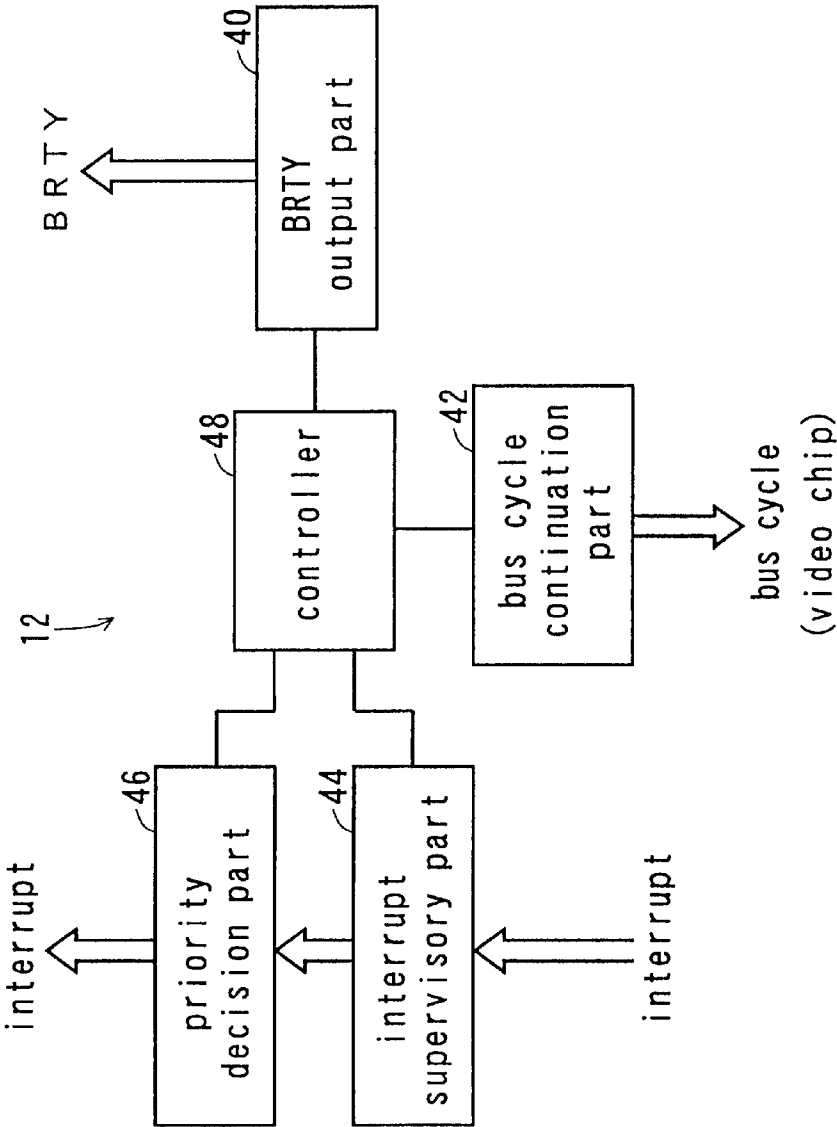 12
interrupt
46
priority
decision part
44
interrupt
supervisory part
interrupt
48
controller
42
bus cycle
continuation
part
bus cycle
(video chip)
BRTY
40
BRTY
output part